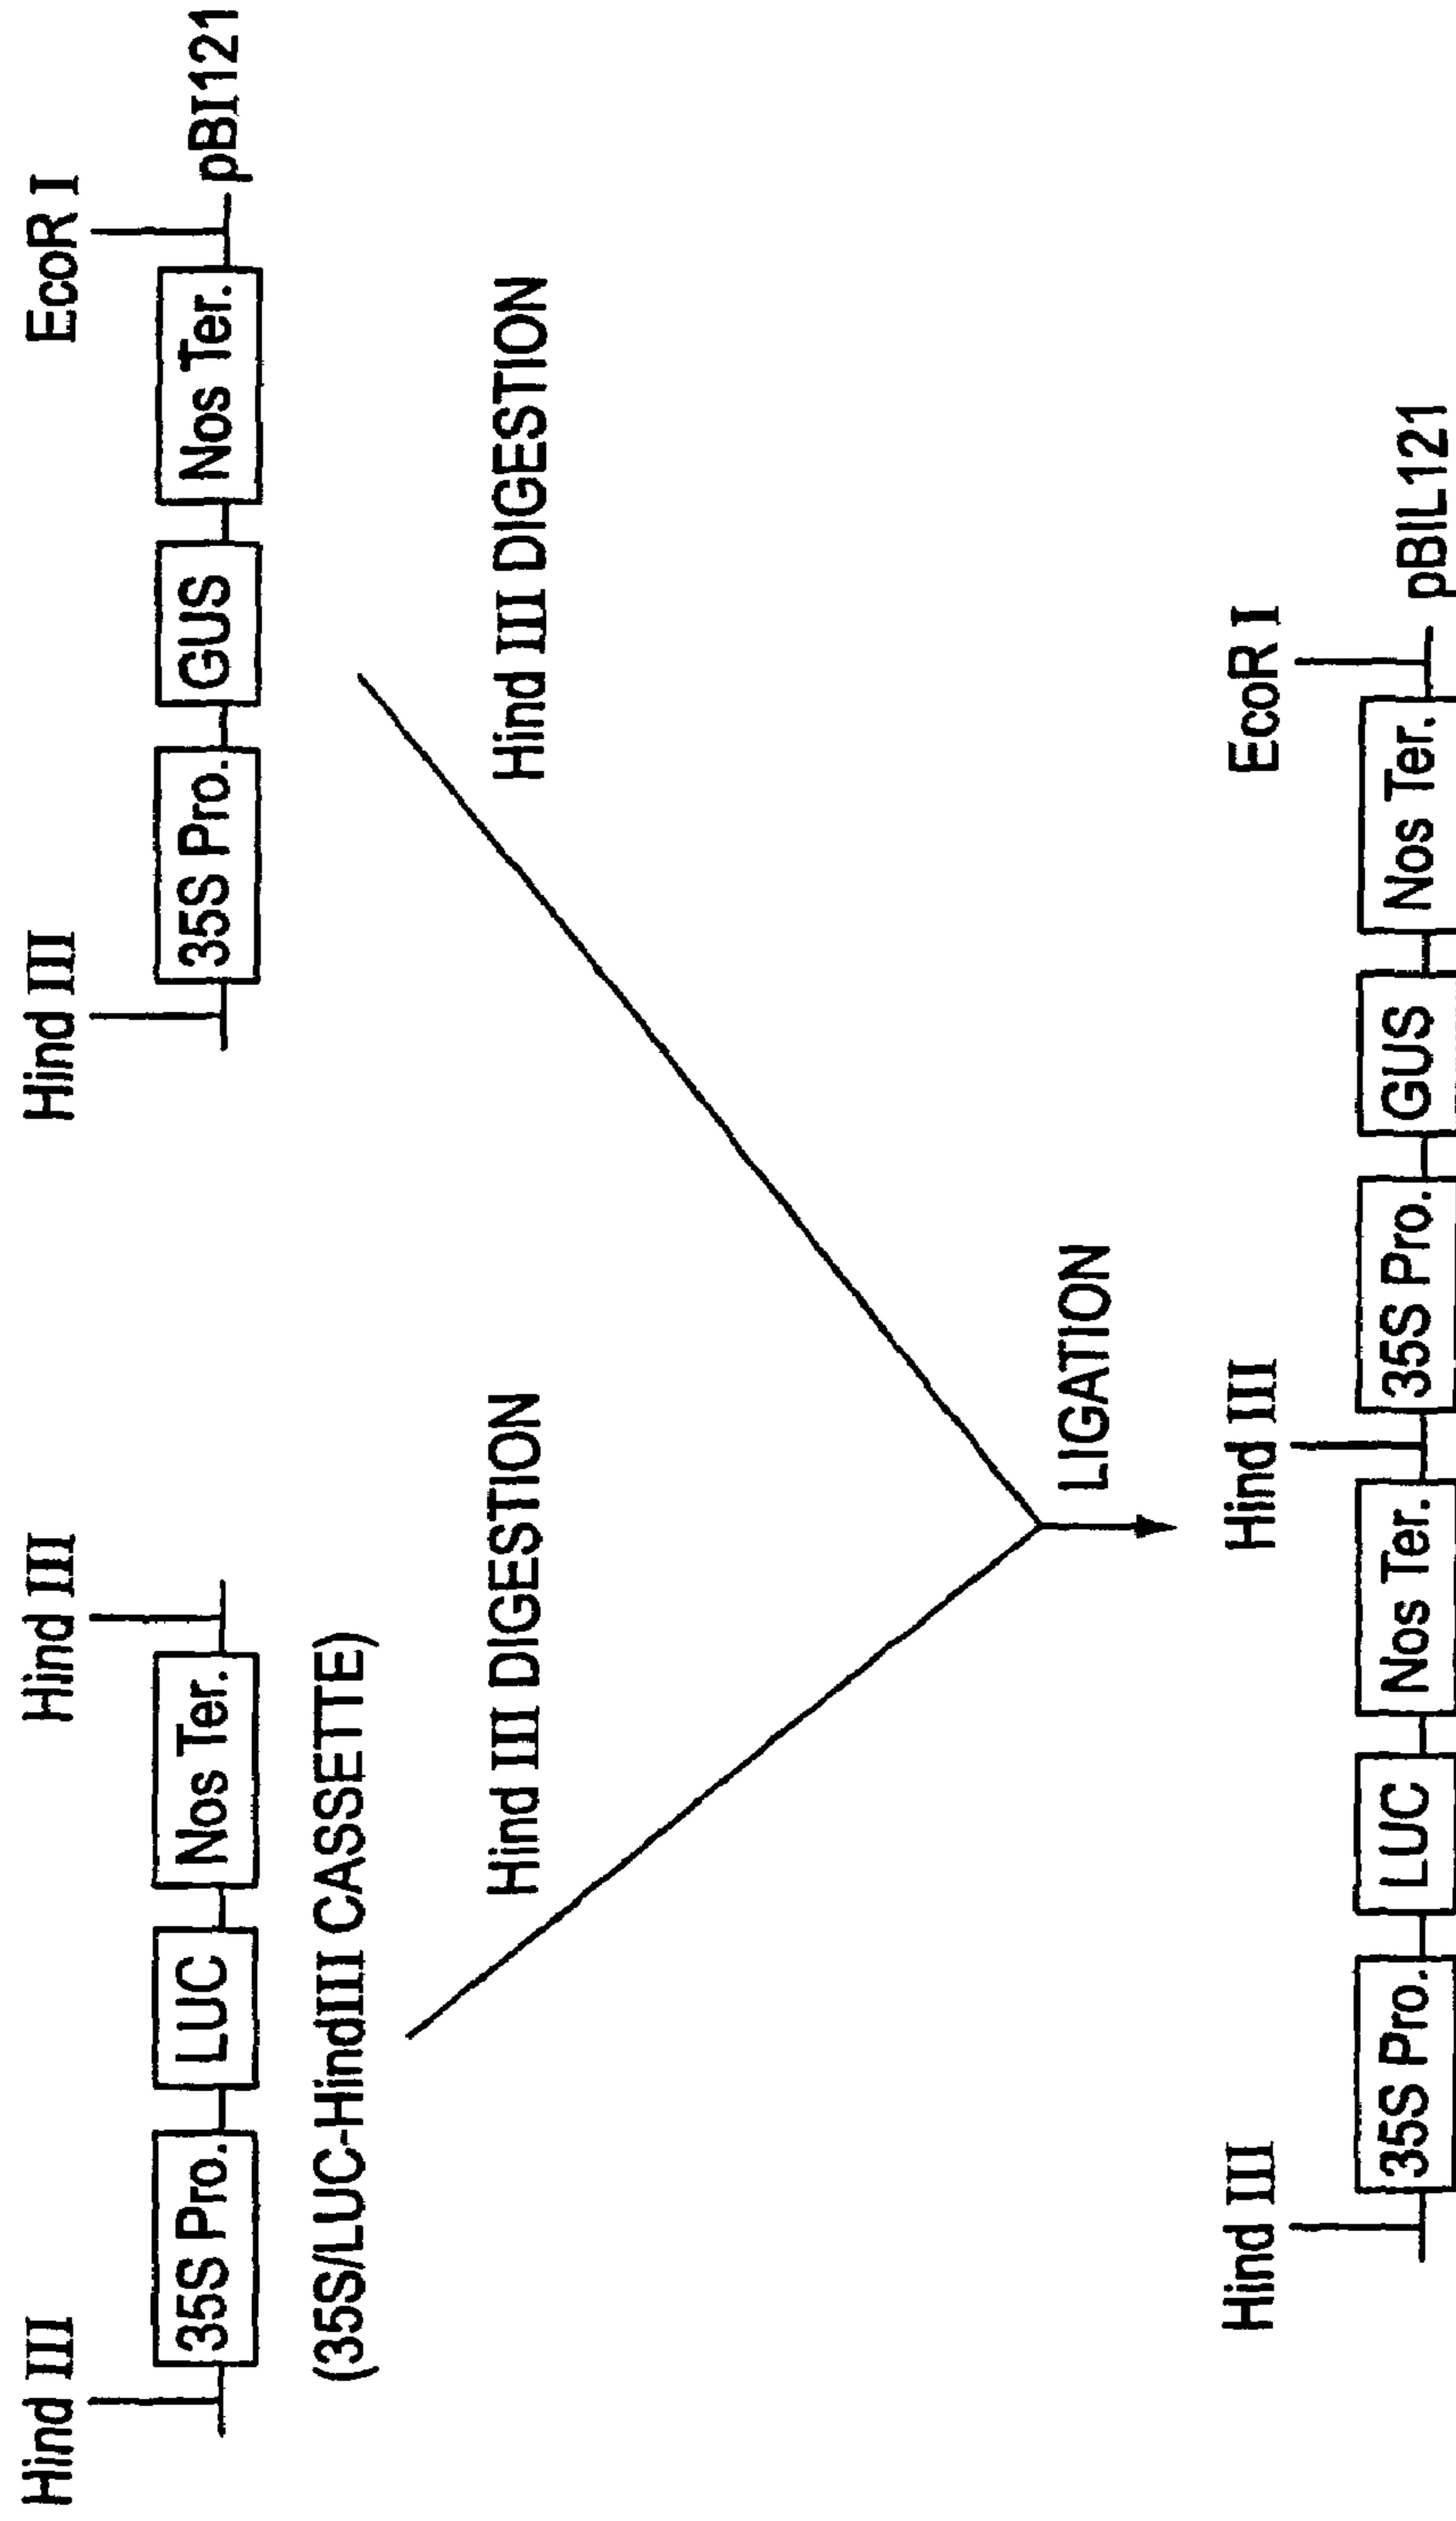 Hind III
Hind III
Hind III
EcoR I
35S Pro.
LUC
Nos Ter.
35S Pro.
GUS
Nos Ter.
pBI121
(35S/LUC-HindIII CASSETTE)
Hind III DIGESTION
Hind III DIGESTION
LIGATION
Hind III
Hind III
EcoR I
35S Pro.
LUC
Nos Ter.
35S Pro.
GUS
Nos Ter.
pBIL121